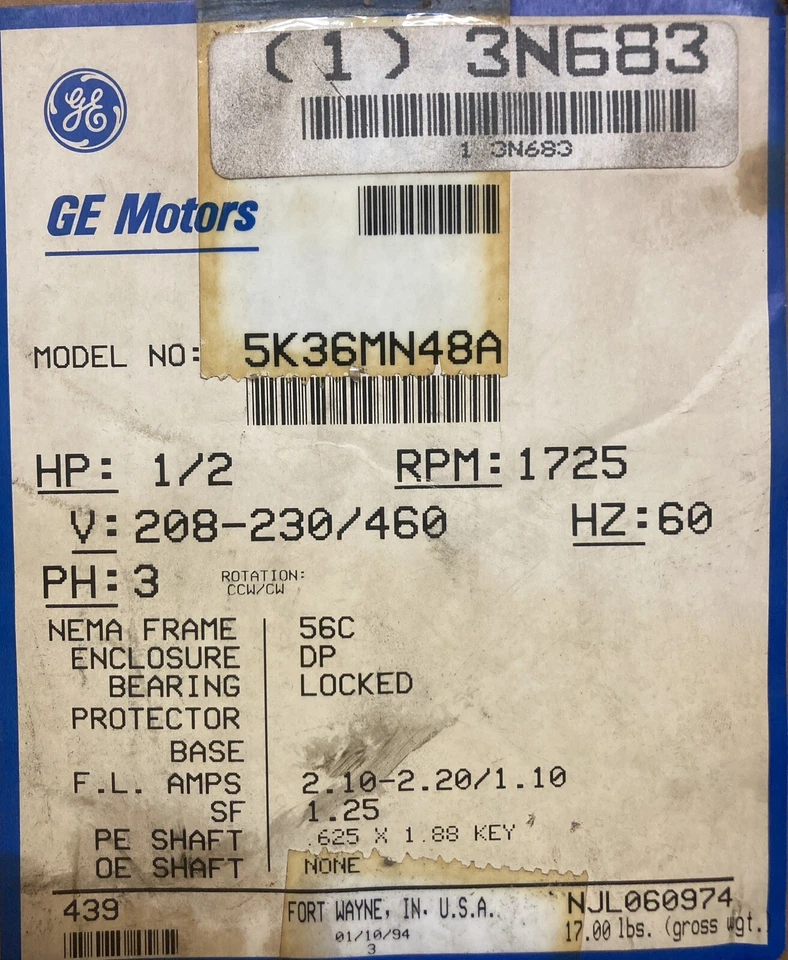 (1) 3N683
1 3N683
GE
GE Motors
MODEL NO: 5K36MN48A
HP: 1/2 RPM: 1725
V: 208-230/460 HZ: 60
PH: 3 ROTATION:
CCW/CW
NEMA FRAME 56C
ENCLOSURE DP
BEARING LOCKED
PROTECTOR
BASE
F.L. AMPS 2.10-2.20/1.10
SF 1.25
PE SHAFT .625 X 1.88 KEY
OE SHAFT NONE
439 FORT WAYNE, IN. U.S.A. NJL060974
01/10/94 17.00 lbs. (gross wgt.)
3